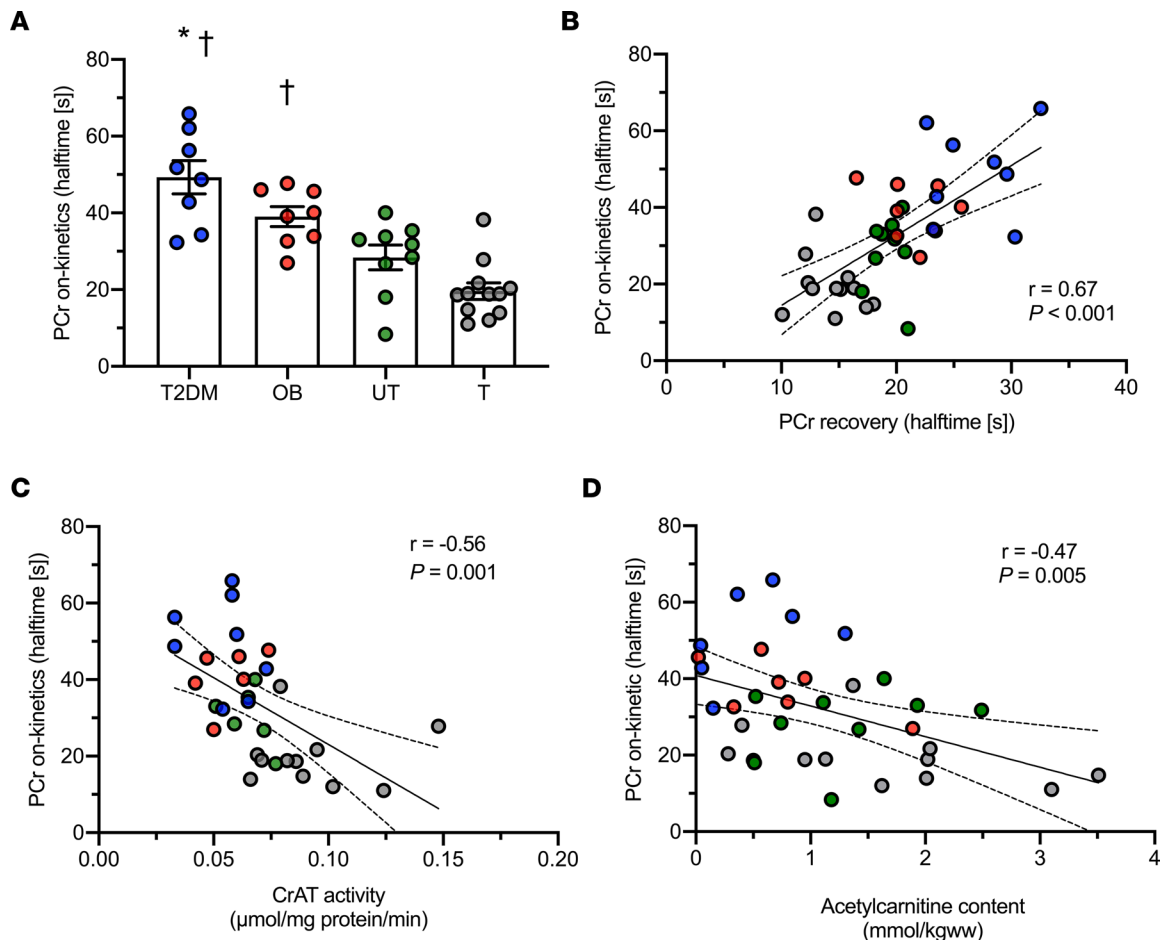 A
* †
†
80
60
40
20
0
PCr on-kinetics (halftime [s])
T2DM OB UT T
B
80
60
40
20
0
PCr on-kinetics (halftime [s])
r = 0.67
P < 0.001
0 10 20 30 40
PCr recovery (halftime [s])
C
80
60
40
20
0
PCr on-kinetics (halftime [s])
r = -0.56
P = 0.001
0.00 0.05 0.10 0.15 0.20
CrAT activity
(µmol/mg protein/min)
D
80
60
40
20
0
PCr on-kinetic (halftime [s])
r = -0.47
P = 0.005
0 1 2 3 4
Acetylcarnitine content
(mmol/kgww)